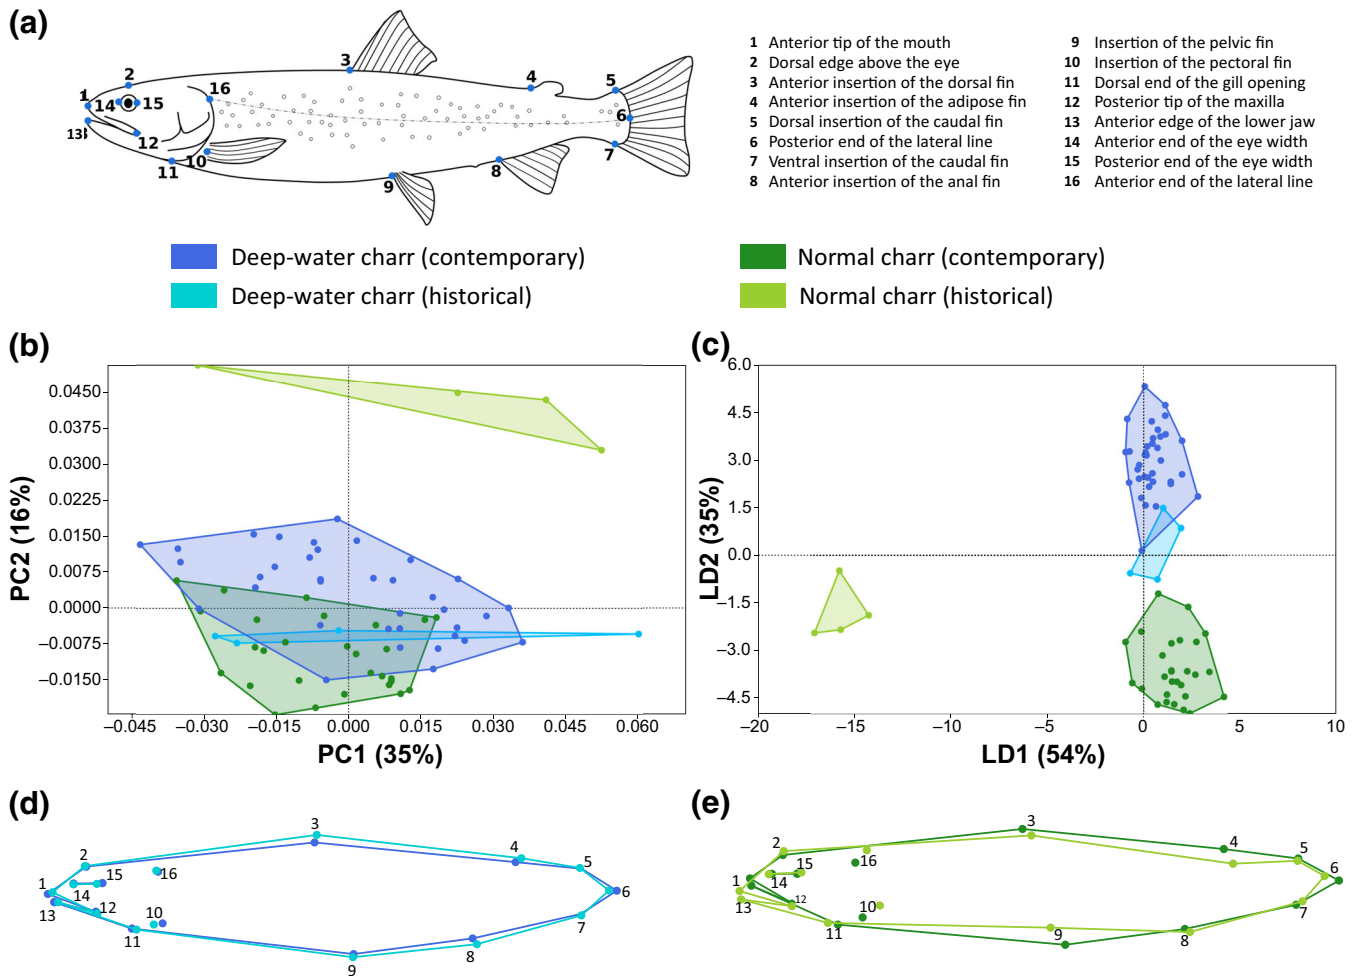 (a)
1 Anterior tip of the mouth
2 Dorsal edge above the eye
3 Anterior insertion of the dorsal fin
4 Anterior insertion of the adipose fin
5 Dorsal insertion of the caudal fin
6 Posterior end of the lateral line
7 Ventral insertion of the caudal fin
8 Anterior insertion of the anal fin
9 Insertion of the pelvic fin
10 Insertion of the pectoral fin
11 Dorsal end of the gill opening
12 Posterior tip of the maxilla
13 Anterior edge of the lower jaw
14 Anterior end of the eye width
15 Posterior end of the eye width
16 Anterior end of the lateral line
1
2
3
4
5
6
7
8
9
10
11
12
13
14
15
16
Deep-water charr (contemporary)
Deep-water charr (historical)
Normal charr (contemporary)
Normal charr (historical)
(b)
PC2 (16%)
0.0450
0.0375
0.0300
0.0225
0.0150
0.0075
0.0000
−0.0075
−0.0150
−0.045 −0.030 −0.015 0.000 0.015 0.030 0.045 0.060
PC1 (35%)
(c)
LD2 (35%)
6.0
4.5
3.0
1.5
0.0
−1.5
−3.0
−4.5
−20 −15 −10 −5 0 5 10
LD1 (54%)
(d)
3
2
4
5
15
16
1
14
6
13
12
10
7
11
8
9
(e)
3
2
4
5
15
16
14
6
1
13
12
10
7
11
9
8